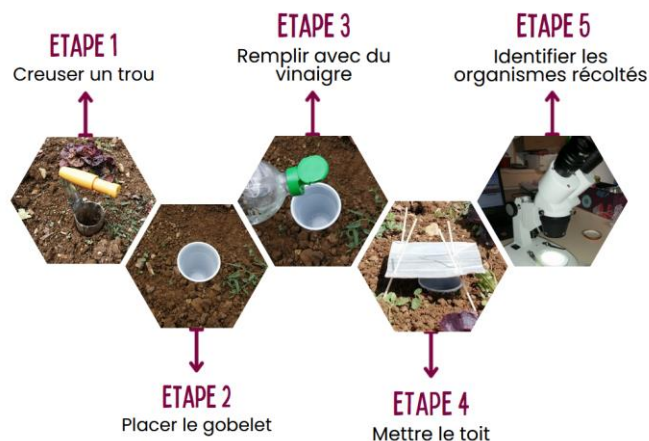 ETAPE 1
Creuser un trou
ETAPE 2
Placer le gobelet
ETAPE 3
Remplir avec du
vinaigre
ETAPE 4
Mettre le toit
ETAPE 5
Identifier les
organismes récoltés